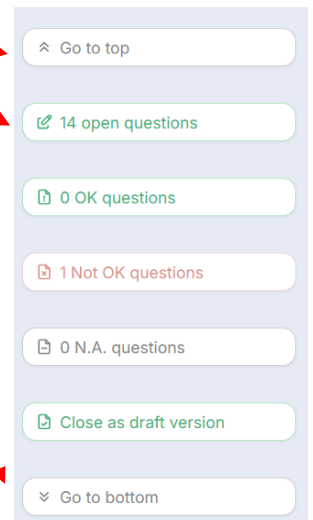 Go to top
14 open questions
0 OK questions
1 Not OK questions
0 N.A. questions
Close as draft version
Go to bottom